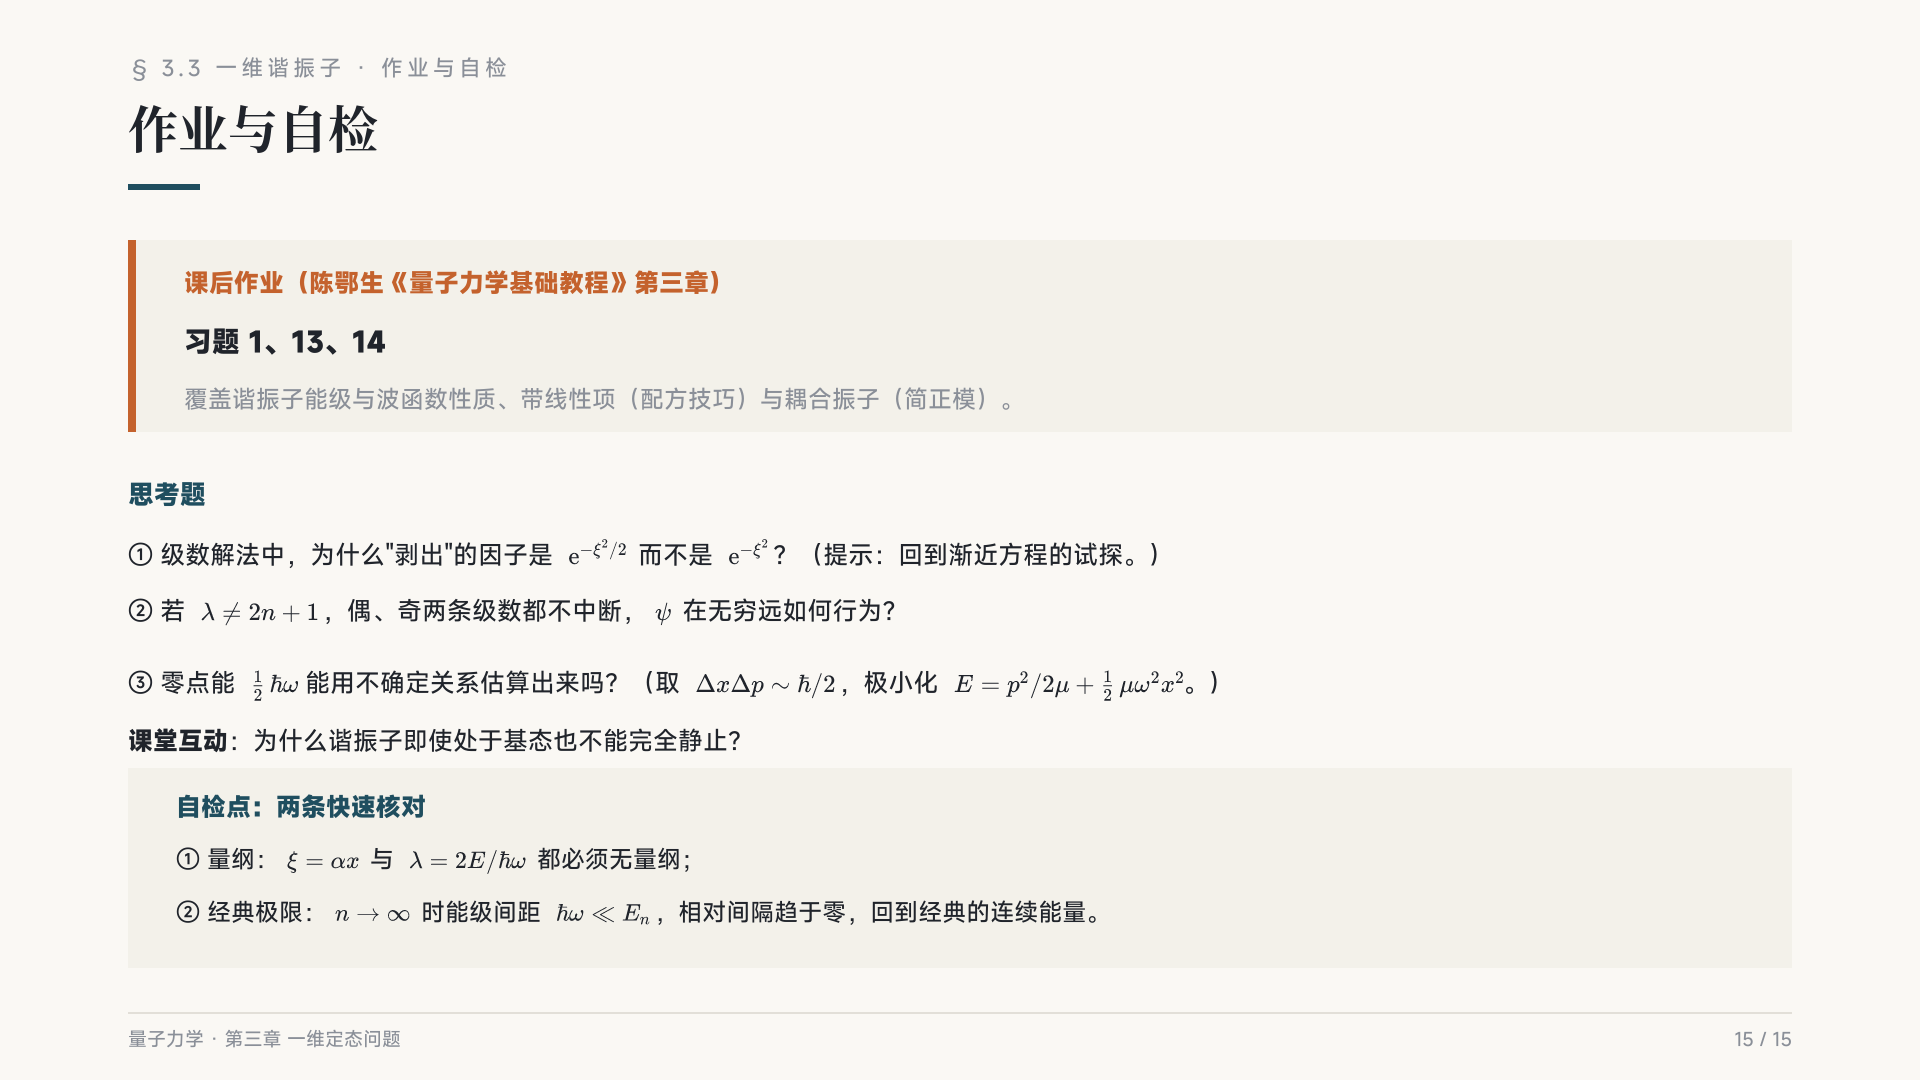 § 3.3 一维谐振子 · 作业与自检
作业与自检
课后作业（陈鄂生《量子力学基础教程》第三章）
习题 1、13、14
覆盖谐振子能级与波函数性质、带线性项（配方技巧）与耦合振子（简正模）。
思考题
① 级数解法中，为什么"剥出"的因子是 e^{−ξ²/2} 而不是 e^{−ξ²}？（提示：回到渐近方程的试探。）
② 若 λ ≠ 2n + 1，偶、奇两条级数都不中断，ψ 在无穷远如何行为？
③ 零点能 ½ħω 能用不确定关系估算出来吗？（取 ΔxΔp ∼ ħ/2，极小化 E = p²/2μ + ½μω²x²。）
课堂互动：为什么谐振子即使处于基态也不能完全静止？
自检点：两条快速核对
① 量纲：ξ = αx 与 λ = 2E/ħω 都必须无量纲；
② 经典极限：n → ∞ 时能级间距 ħω ≪ Eₙ，相对间隔趋于零，回到经典的连续能量。
量子力学 · 第三章 一维定态问题
15 / 15